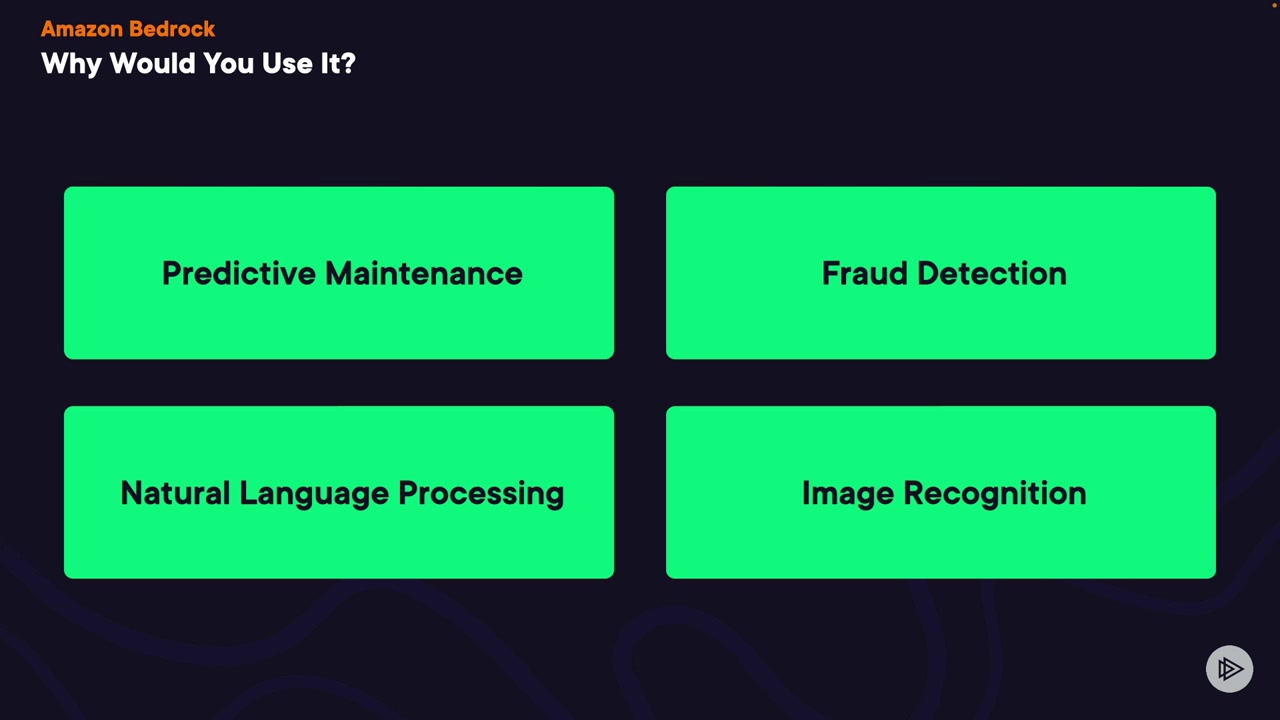 Amazon Bedrock
Why Would You Use It?
Predictive Maintenance
Fraud Detection
Natural Language Processing
Image Recognition